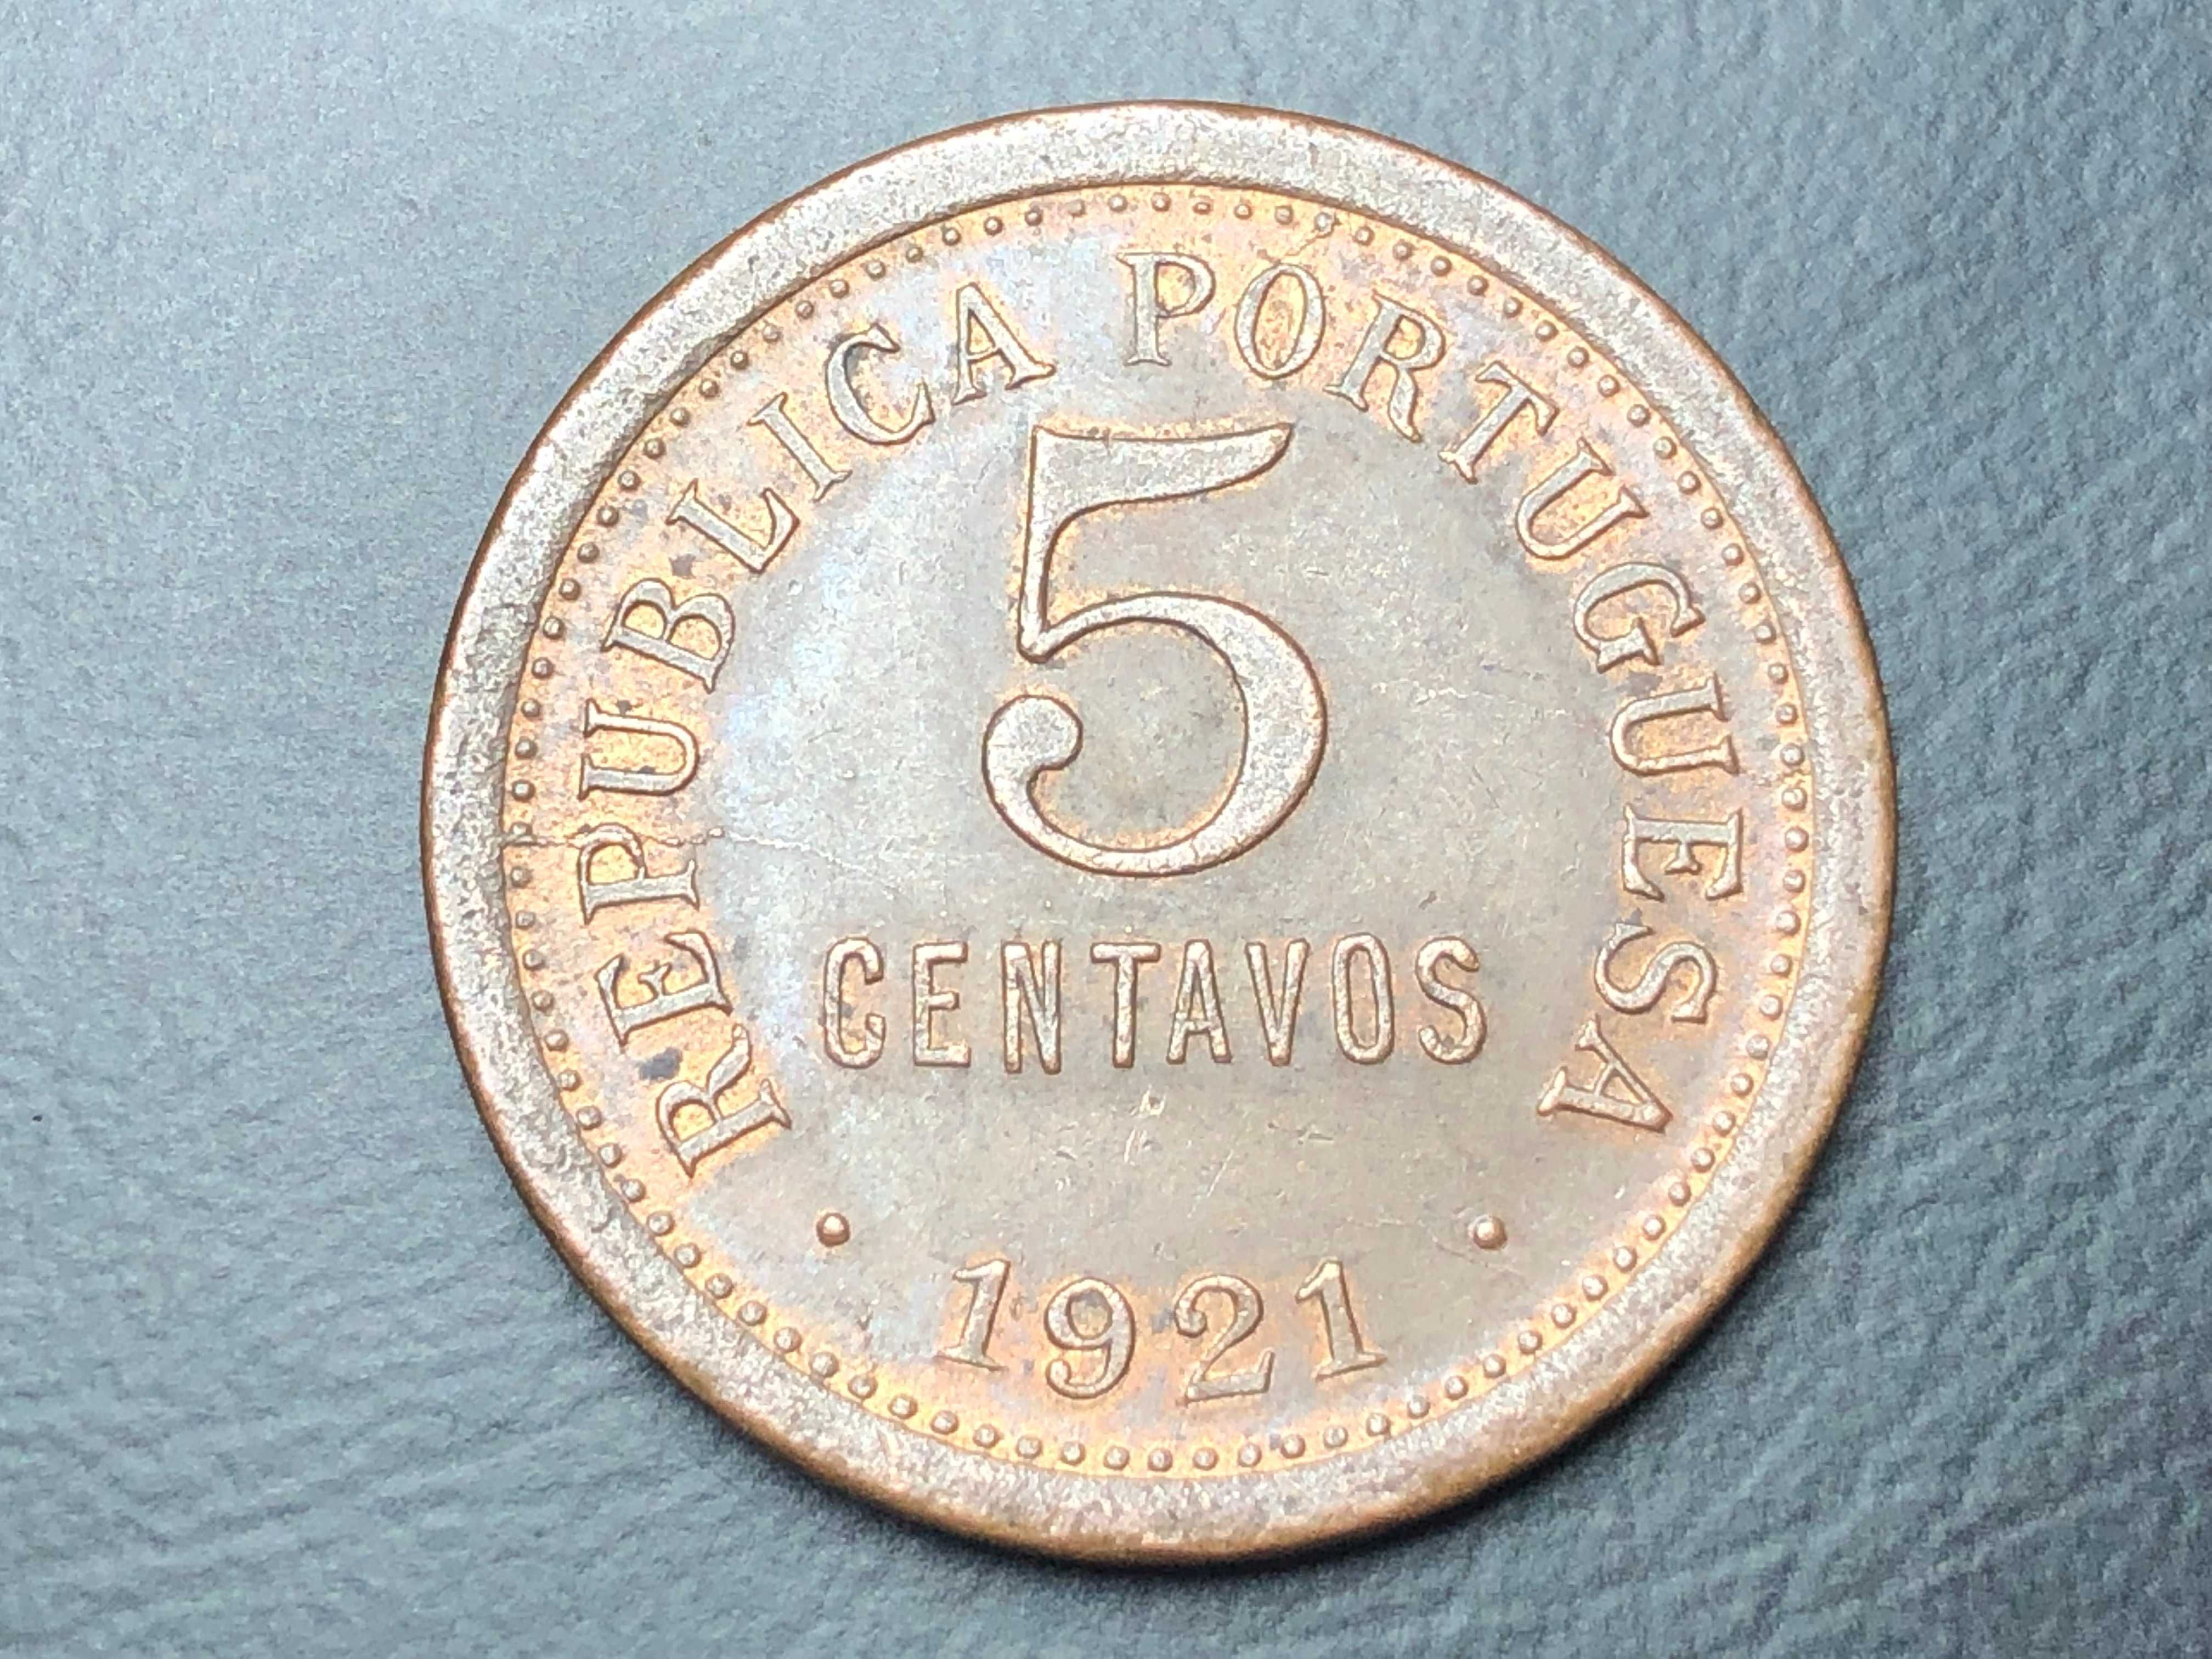 REPUBLICA PORTUGUESA
5
CENTAVOS
• 1921 •